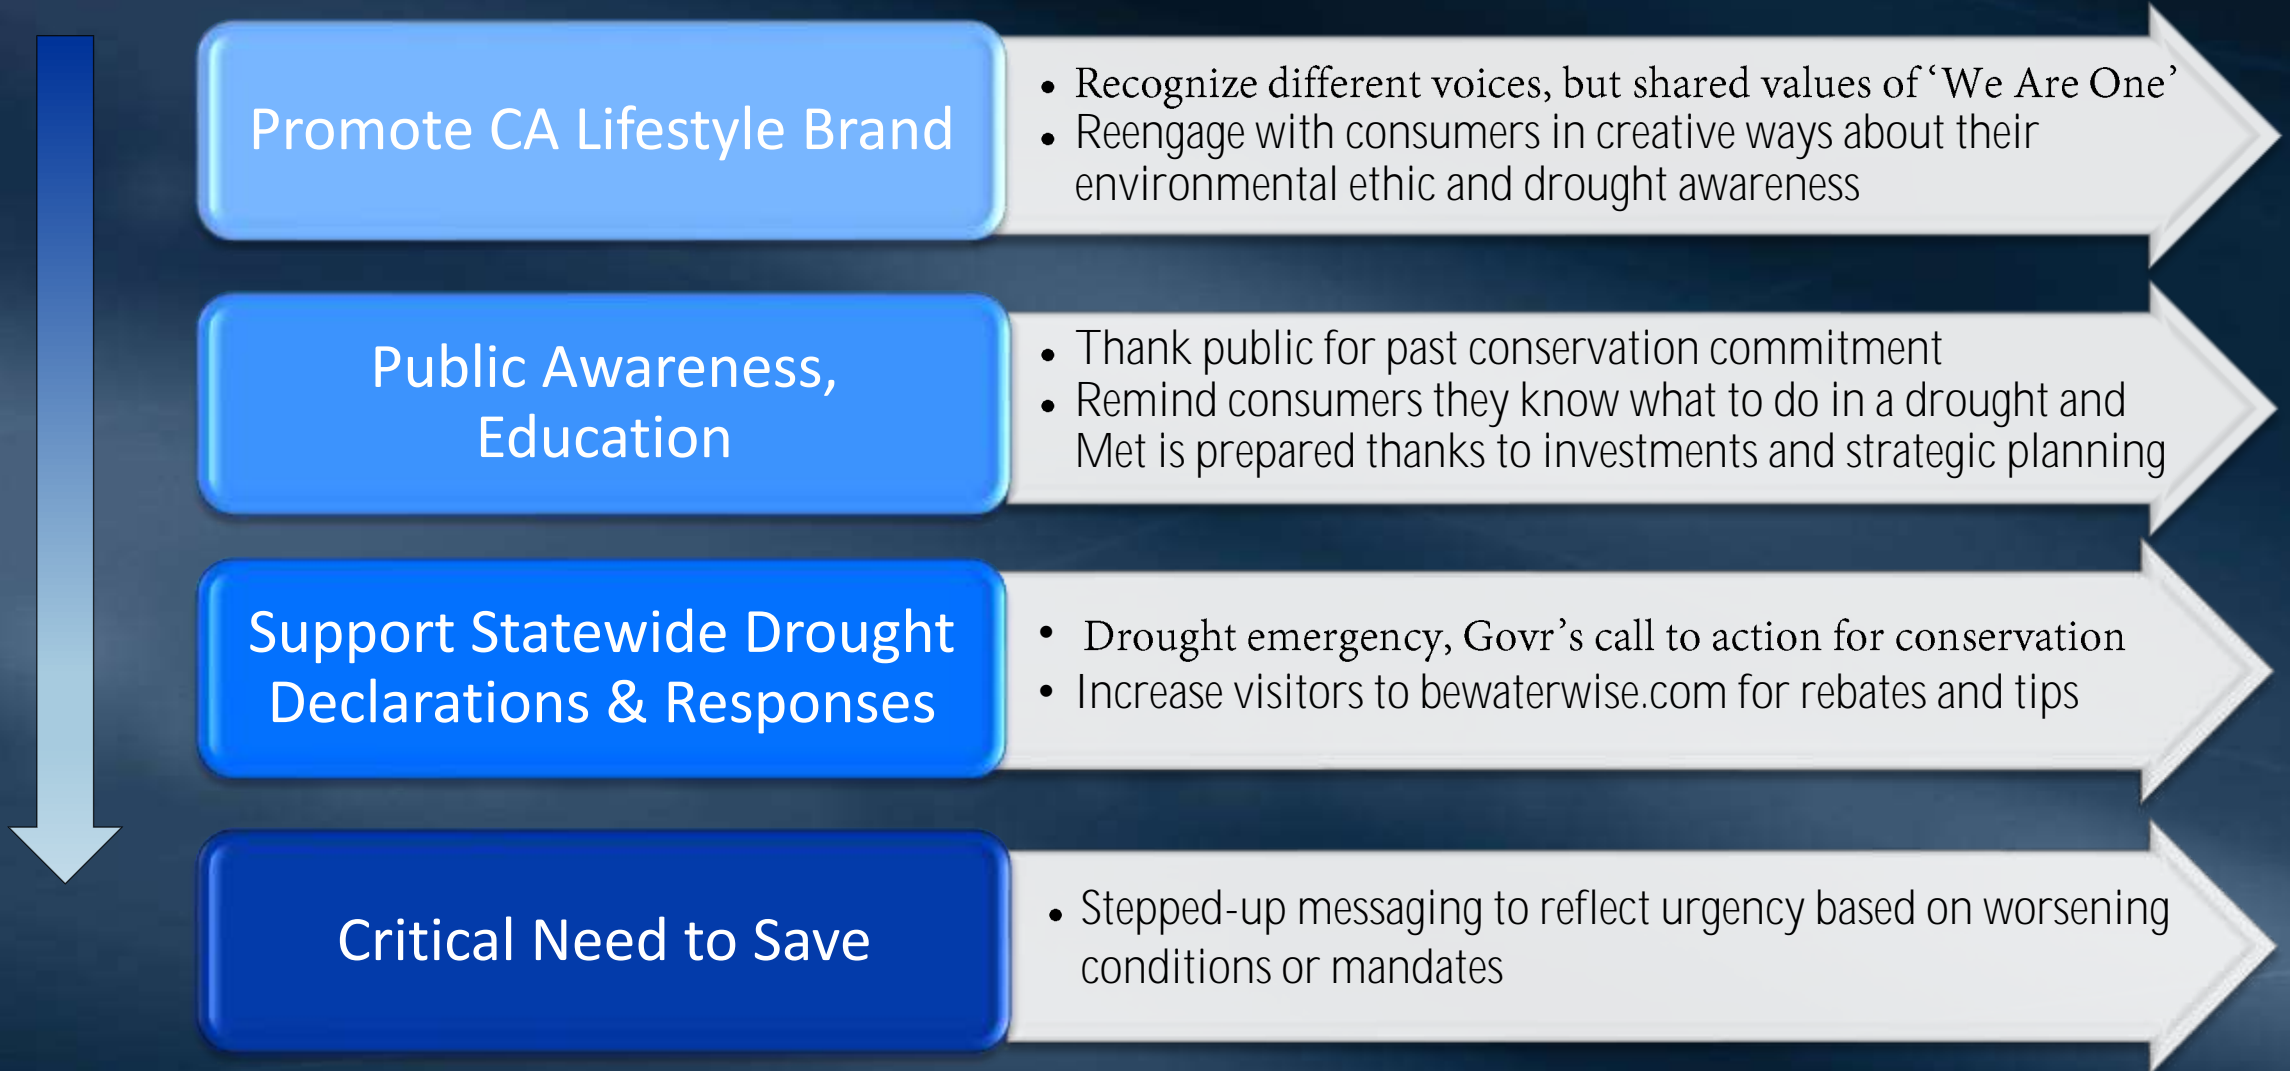 Promote CA Lifestyle Brand
• Recognize different voices, but shared values of ‘We Are One’
• Reengage with consumers in creative ways about their
environmental ethic and drought awareness
Public Awareness,
Education
• Thank public for past conservation commitment
• Remind consumers they know what to do in a drought and
Met is prepared thanks to investments and strategic planning
Support Statewide Drought
Declarations & Responses
• Drought emergency, Govr’s call to action for conservation
• Increase visitors to bewaterwise.com for rebates and tips
Critical Need to Save
• Stepped-up messaging to reflect urgency based on worsening
conditions or mandates